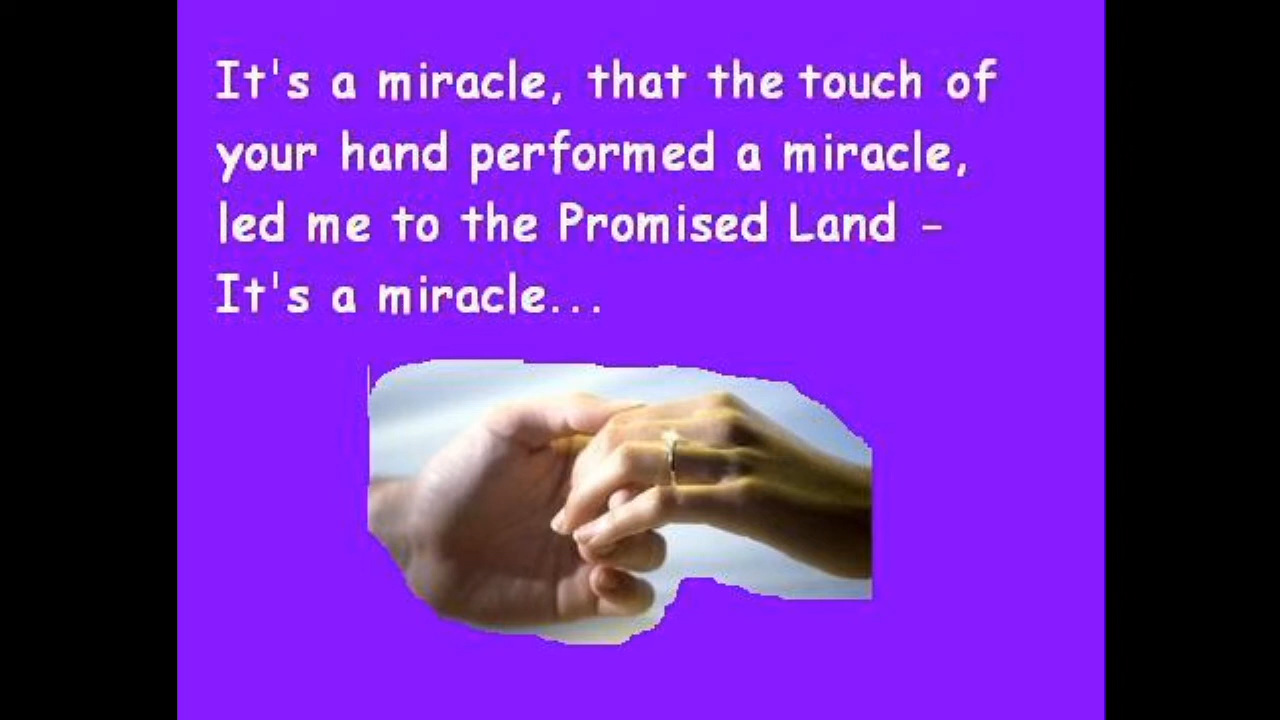 It's a miracle, that the touch of
your hand performed a miracle,
led me to the Promised Land -
It's a miracle...